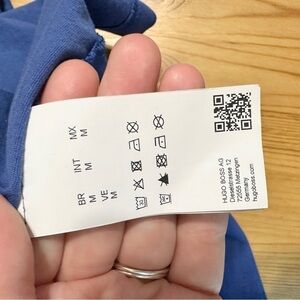 BR INT MX
M M M
VE
M
HUGO BOSS AG
Dieselstrasse 12
72555 Metzingen
Germany
hugoboss.com